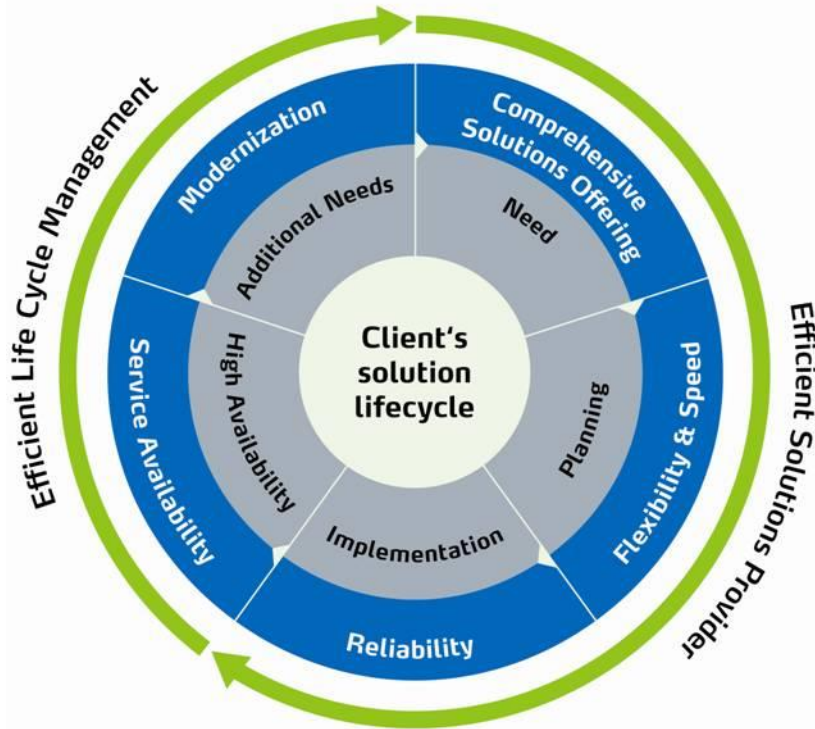 Efficient Life Cycle Management
Efficient Solutions Provider
Comprehensive
Solutions Offering
Flexibility & Speed
Reliability
Service Availability
Modernization
Need
Planning
Implementation
High Availability
Additional Needs
Client‘s
solution
lifecycle